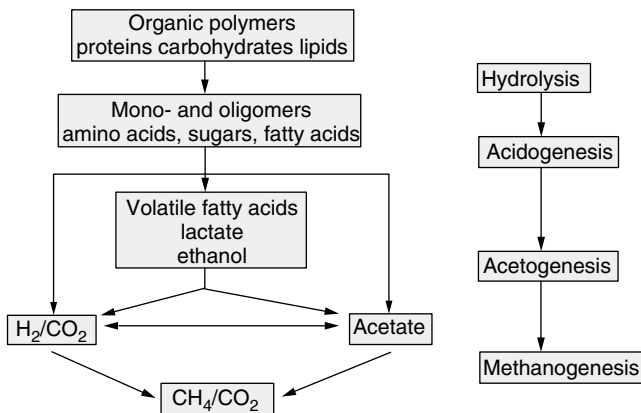 Organic polymers
proteins carbohydrates lipids
Mono- and oligomers
amino acids, sugars, fatty acids
Volatile fatty acids
lactate
ethanol
H₂/CO₂
Acetate
CH₄/CO₂
Hydrolysis
Acidogenesis
Acetogenesis
Methanogenesis